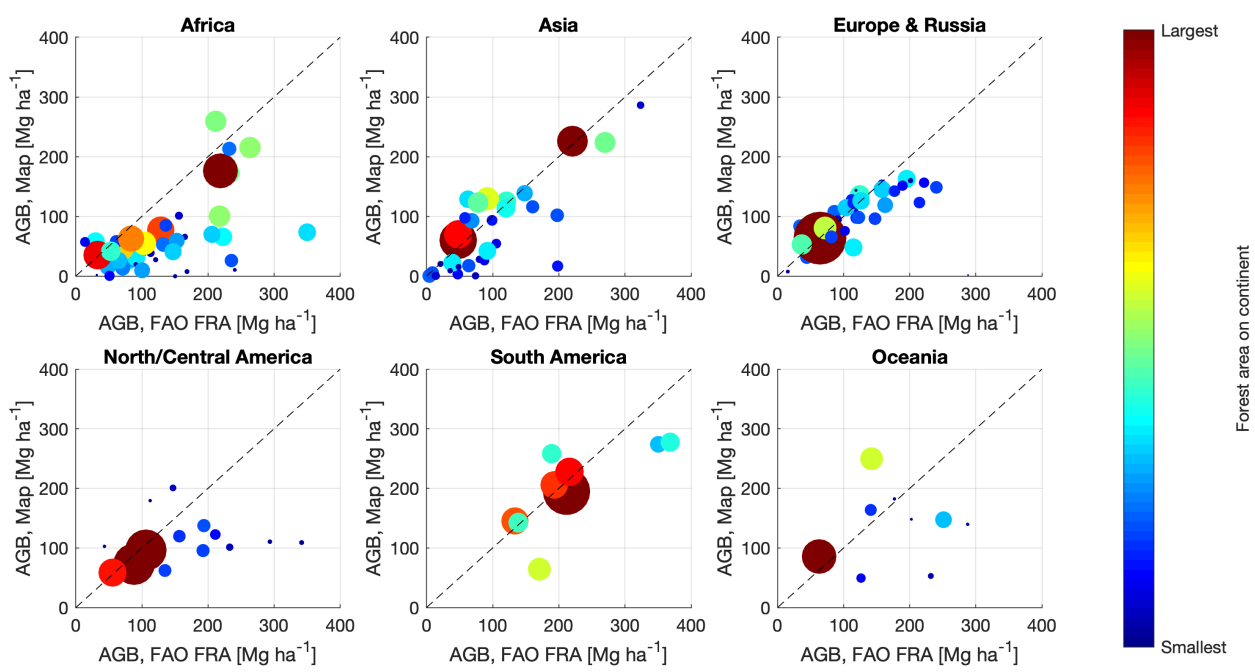 Africa
Asia
Europe & Russia
400
300
200
100
0
AGB, Map [Mg ha⁻¹]
0 100 200 300 400
AGB, FAO FRA [Mg ha⁻¹]
400
300
200
100
0
AGB, Map [Mg ha⁻¹]
0 100 200 300 400
AGB, FAO FRA [Mg ha⁻¹]
400
300
200
100
0
AGB, Map [Mg ha⁻¹]
0 100 200 300 400
AGB, FAO FRA [Mg ha⁻¹]
North/Central America
South America
Oceania
400
300
200
100
0
AGB, Map [Mg ha⁻¹]
0 100 200 300 400
AGB, FAO FRA [Mg ha⁻¹]
400
300
200
100
0
AGB, Map [Mg ha⁻¹]
0 100 200 300 400
AGB, FAO FRA [Mg ha⁻¹]
400
300
200
100
0
AGB, Map [Mg ha⁻¹]
0 100 200 300 400
AGB, FAO FRA [Mg ha⁻¹]
Largest
Forest area on continent
Smallest